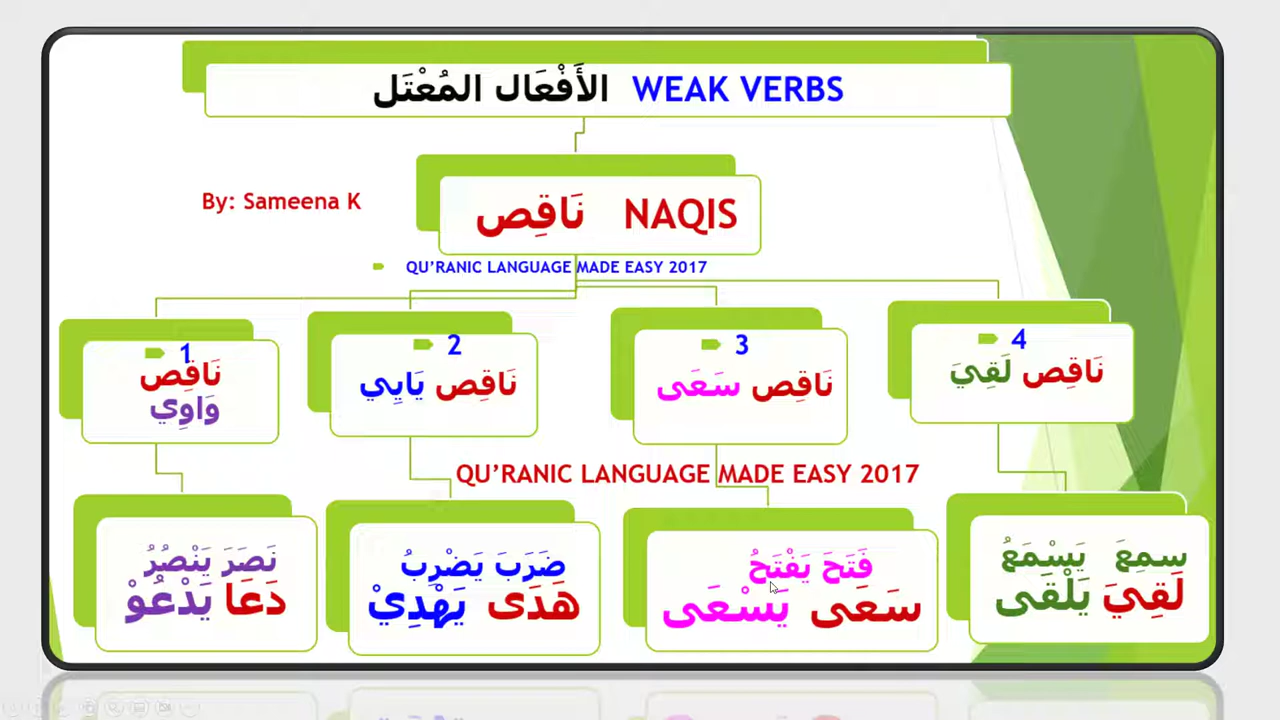 الأَفْعَال المُعْتَل WEAK VERBS
نَاقِص NAQIS
By: Sameena K
QU'RANIC LANGUAGE MADE EASY 2017
1
نَاقِص
وَاوِي
2
نَاقِص يَايِي
3
نَاقِص سَعَى
4
نَاقِص لَقِيَ
QU'RANIC LANGUAGE MADE EASY 2017
نَصَرَ يَنْصُرُ
دَعَا يَدْعُوْ
ضَرَبَ يَضْرِبُ
هَدَى يَهْدِيْ
فَتَحَ يَفْتَحُ
سَعَى يَسْعَى
سمِعَ يَسْمَعُ
لَقِيَ يَلْقَى